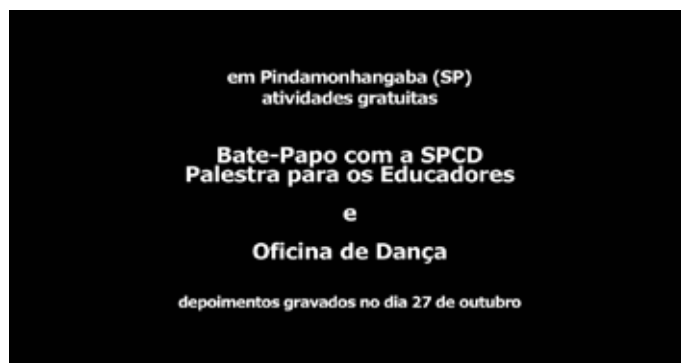 em Pindamonhangaba (SP)
atividades gratuitas
Bate-Papo com a SPCD
Palestra para os Educadores
e
Oficina de Dança
depoimentos gravados no dia 27 de outubro